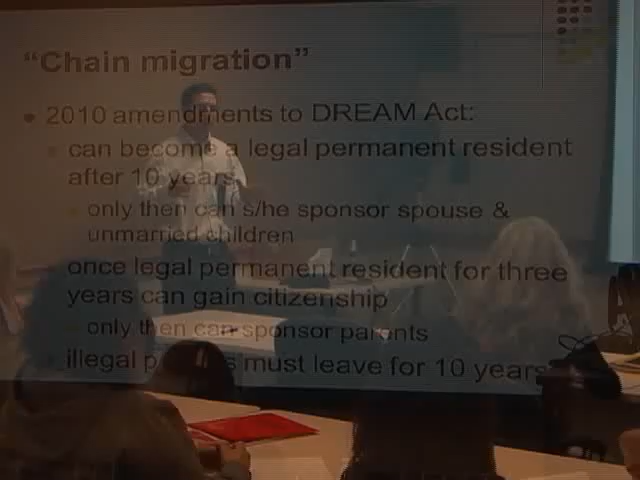 “Chain migration”
• 2010 amendments to DREAM Act:
can become a legal permanent resident
after 10 years
only then can s/he sponsor spouse &
unmarried children
once legal permanent resident for three
years can gain citizenship
only then can sponsor parents
illegal must leave for 10 years